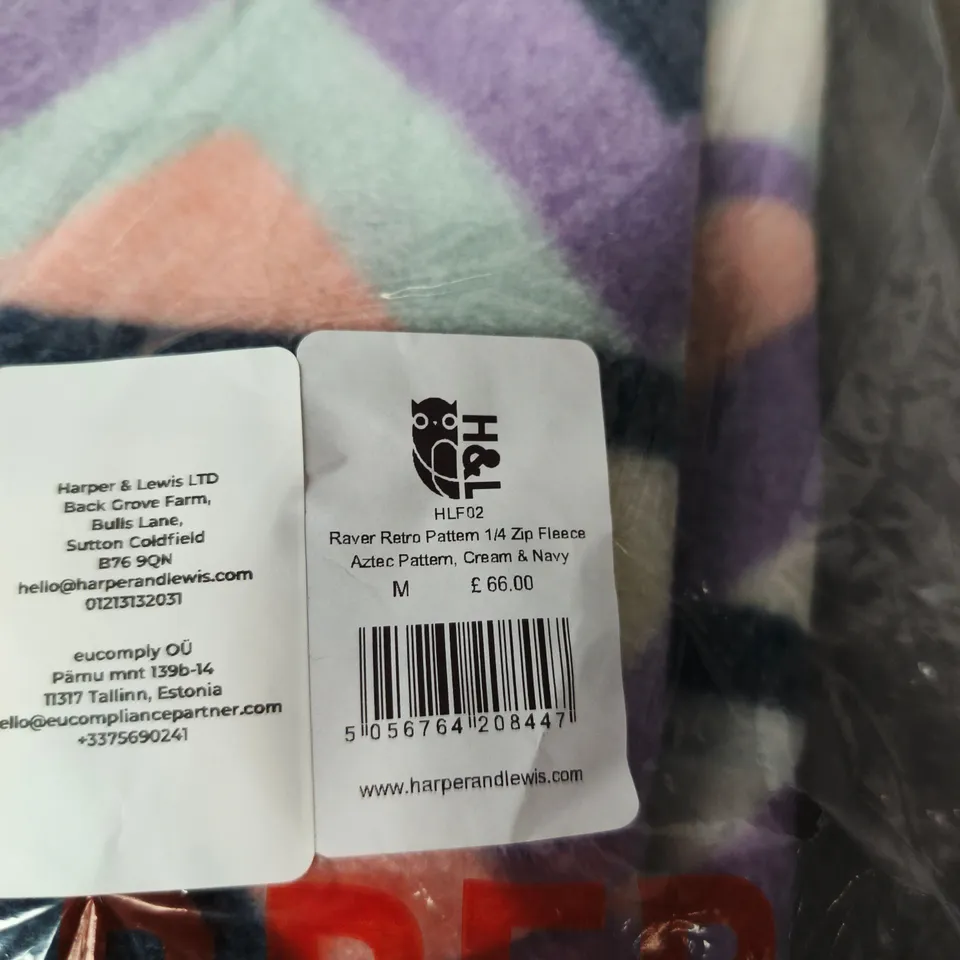 Harper & Lewis LTD
Back Grove Farm,
Bulls Lane,
Sutton Coldfield
B76 9QN
hello@harperandlewis.com
01213132031
eucomply OÜ
Pärnu mnt 139b-14
11317 Tallinn, Estonia
ello@eucompliancepartner.com
+3375690241
H&L
HLF02
Raver Retro Pattern 1/4 Zip Fleece
Aztec Pattern, Cream & Navy
M £ 66.00
5 056764 208447
www.harperandlewis.com